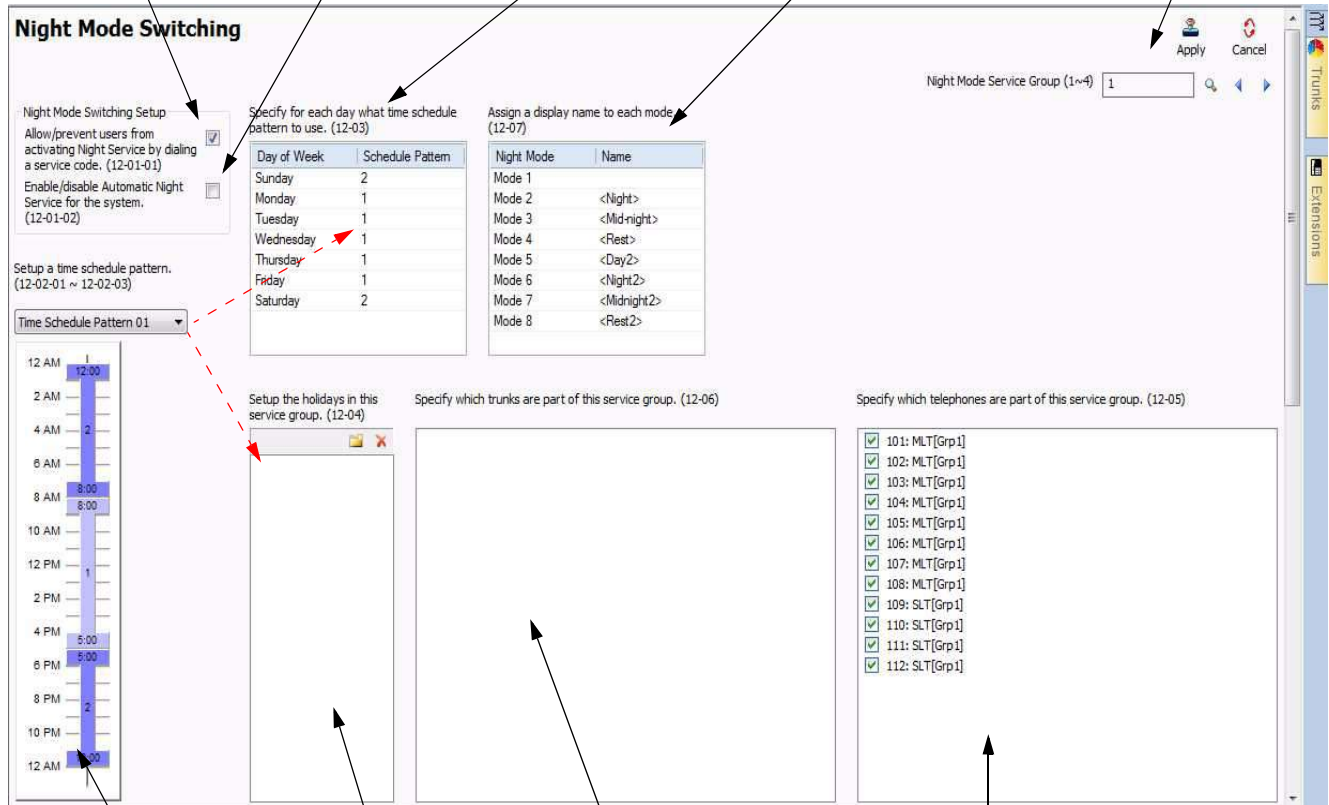 Night Mode Switching
Apply
Cancel
Night Mode Service Group (1~4)
1
Trunks
Extensions
Night Mode Switching Setup
Allow/prevent users from
activating Night Service by dialing
a service code. (12-01-01)
Enable/disable Automatic Night
Service for the system.
(12-01-02)
Specify for each day what time schedule
pattern to use. (12-03)
Day of Week Schedule Pattern
Sunday 2
Monday 1
Tuesday 1
Wednesday 1
Thursday 1
Friday 1
Saturday 2
Assign a display name to each mode
(12-07)
Night Mode Name
Mode 1
Mode 2 <Night>
Mode 3 <Mid-night>
Mode 4 <Rest>
Mode 5 <Day2>
Mode 6 <Night2>
Mode 7 <Midnight2>
Mode 8 <Rest2>
Setup a time schedule pattern.
(12-02-01 ~ 12-02-03)
Time Schedule Pattern 01
12 AM
12:00
2 AM
4 AM
2
6 AM
8 AM
8:00
8:00
10 AM
12 PM
1
2 PM
4 PM
5:00
5:00
6 PM
8 PM
2
10 PM
12 AM
Setup the holidays in this
service group. (12-04)
Specify which trunks are part of this service group. (12-06)
Specify which telephones are part of this service group. (12-05)
101: MLT[Grp1]
102: MLT[Grp1]
103: MLT[Grp1]
104: MLT[Grp1]
105: MLT[Grp1]
106: MLT[Grp1]
107: MLT[Grp1]
108: MLT[Grp1]
109: SLT[Grp1]
110: SLT[Grp1]
111: SLT[Grp1]
112: SLT[Grp1]